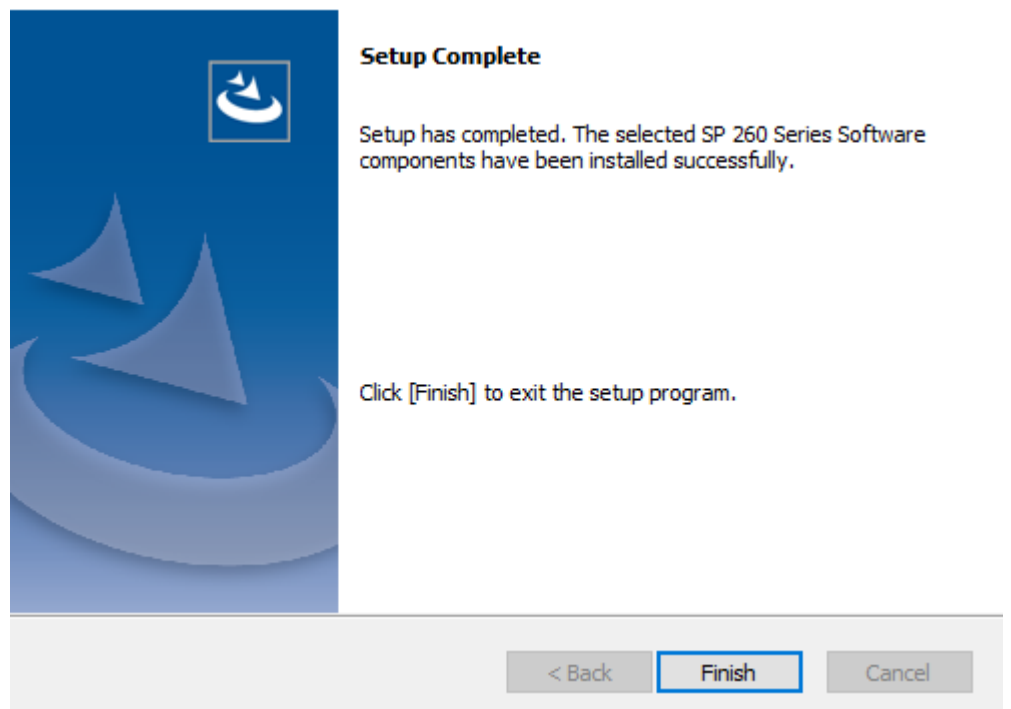 Setup Complete
Setup has completed. The selected SP 260 Series Software
components have been installed successfully.
Click [Finish] to exit the setup program.
< Back
Finish
Cancel